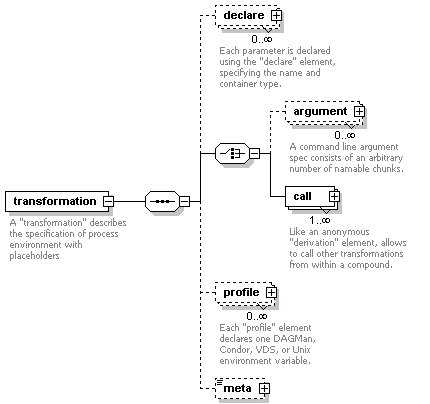 declare
0..∞
Each parameter is declared
using the "declare" element,
specifying the name and
container type.
argument
0..∞
A command line argument
spec consists of an arbitrary
number of namable chunks.
call
1..∞
Like an anonymous
"derivation" element, allows
to call other transformations
from within a compound.
transformation
A "transformation" describes
the specification of process
environment with
placeholders
profile
0..∞
Each "profile" element
declares one DAGMan,
Condor, VDS, or Unix
environment variable.
meta